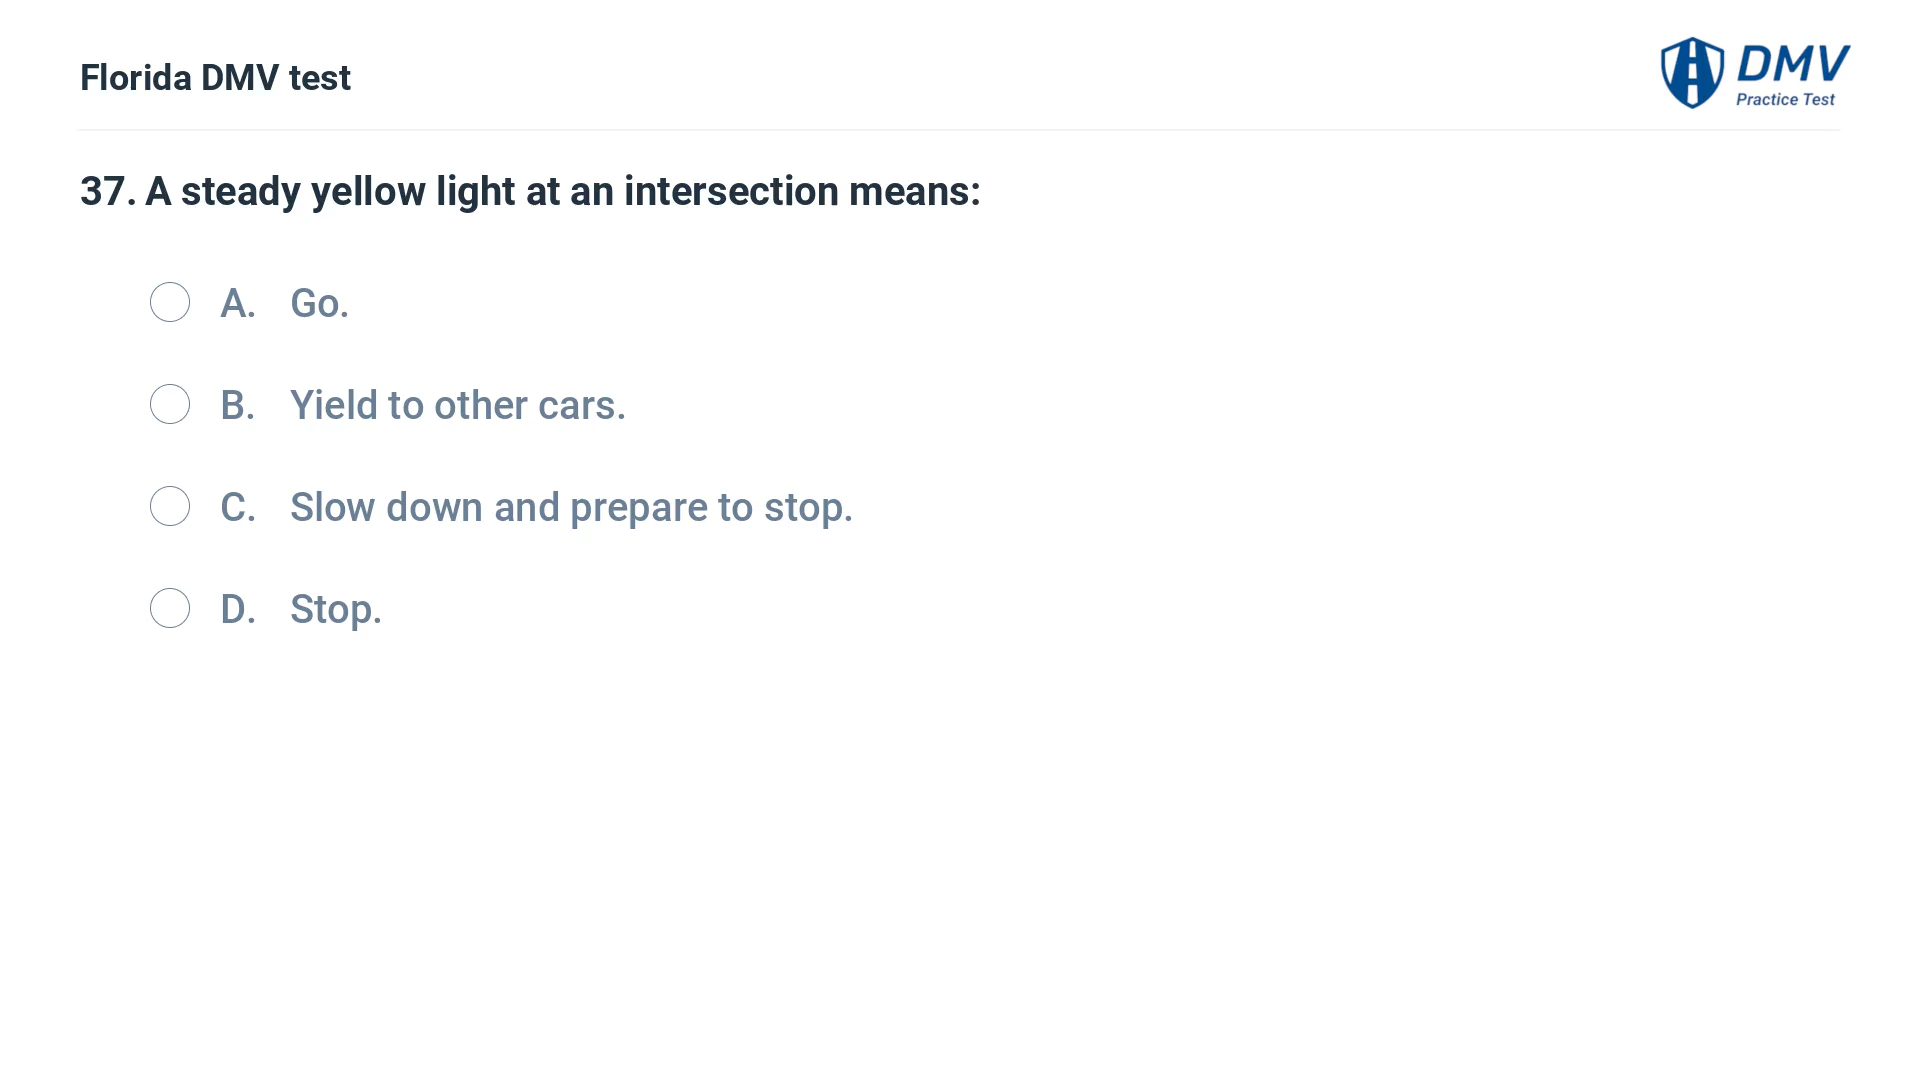 Florida DMV test
DMV
Practice Test
37. A steady yellow light at an intersection means:
A. Go.
B. Yield to other cars.
C. Slow down and prepare to stop.
D. Stop.